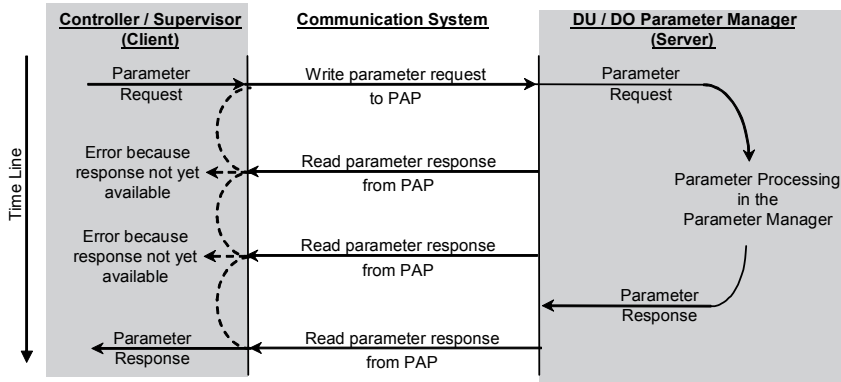 Controller / Supervisor
(Client)
Communication System
DU / DO Parameter Manager
(Server)
Time Line
Parameter
Request
Write parameter request
to PAP
Parameter
Request
Error because
response not yet
available
Read parameter response
from PAP
Parameter Processing
in the
Parameter Manager
Error because
response not yet
available
Read parameter response
from PAP
Parameter
Response
Parameter
Response
Read parameter response
from PAP